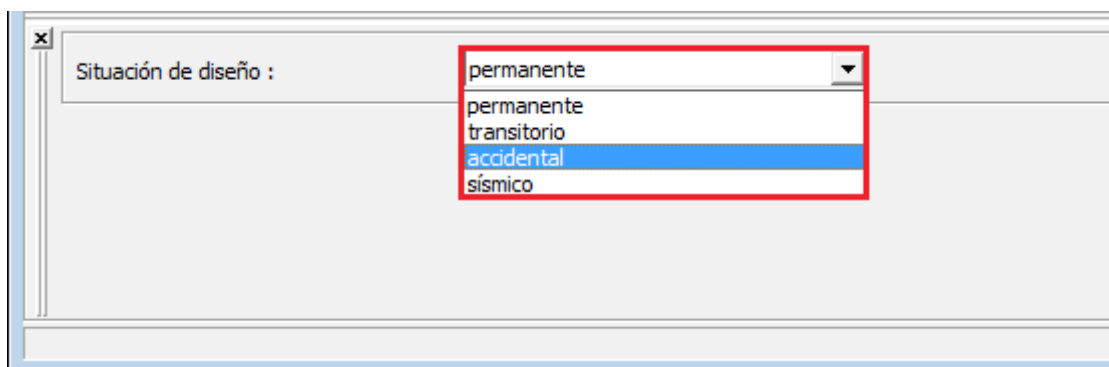 Situación de diseño :
permanente
permanente
transitorio
accidental
sísmico